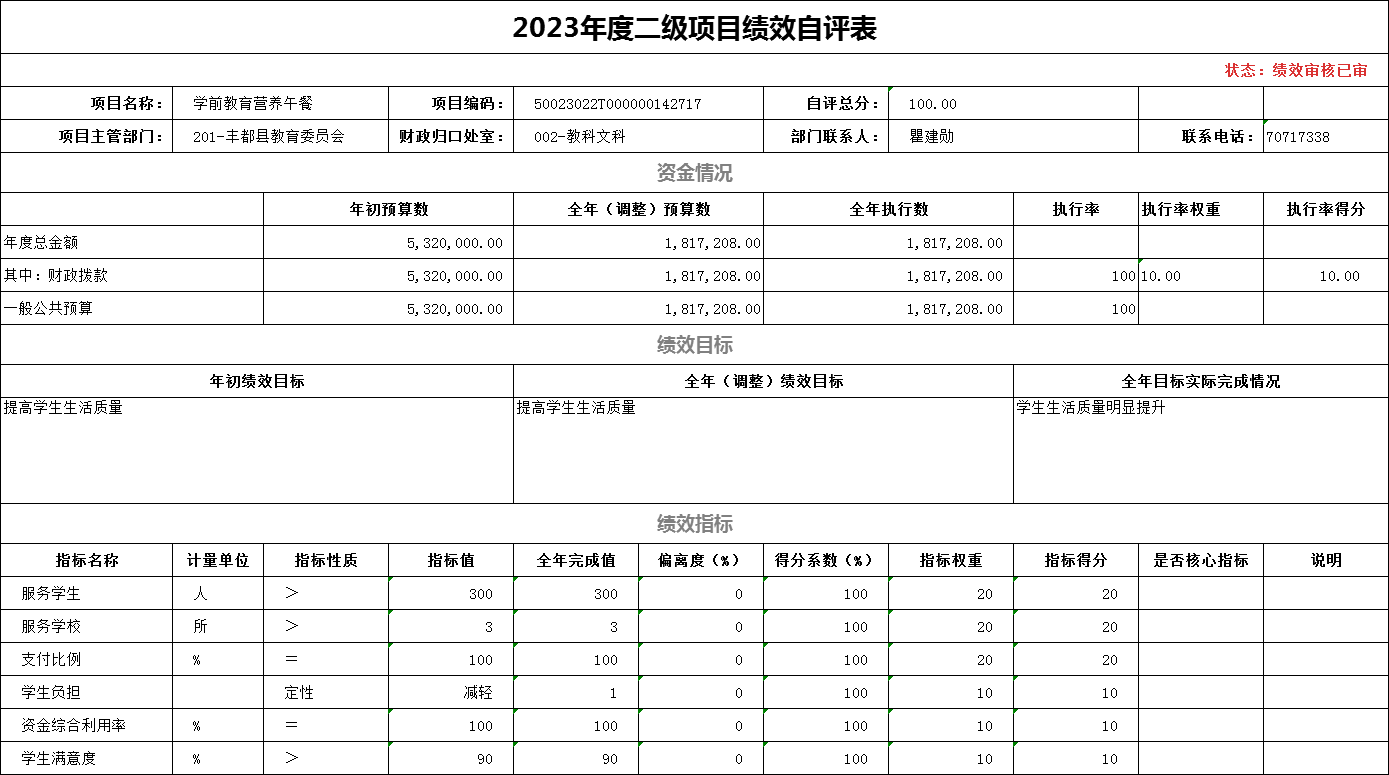 2023年度二级项目绩效自评表
状态：绩效审核已审
项目名称： 学前教育营养午餐 项目编码： 50023022T000000142717 自评总分： 100.00
项目主管部门： 201-丰都县教育委员会 财政归口处室： 002-教科文科 部门联系人： 瞿建勋 联系电话： 70717338
资金情况
年初预算数 全年（调整）预算数 全年执行数 执行率 执行率权重 执行率得分
年度总金额 5,320,000.00 1,817,208.00 1,817,208.00
其中：财政拨款 5,320,000.00 1,817,208.00 1,817,208.00 100 10.00 10.00
一般公共预算 5,320,000.00 1,817,208.00 1,817,208.00 100
绩效目标
年初绩效目标 全年（调整）绩效目标 全年目标实际完成情况
提高学生生活质量 提高学生生活质量 学生生活质量明显提升
绩效指标
指标名称 计量单位 指标性质 指标值 全年完成值 偏离度（%） 得分系数（%） 指标权重 指标得分 是否核心指标 说明
服务学生 人 ＞ 300 300 0 100 20 20
服务学校 所 ＞ 3 3 0 100 20 20
支付比例 % ＝ 100 100 0 100 20 20
学生负担 定性 减轻 1 0 100 10 10
资金综合利用率 % ＝ 100 100 0 100 10 10
学生满意度 % ＞ 90 90 0 100 10 10